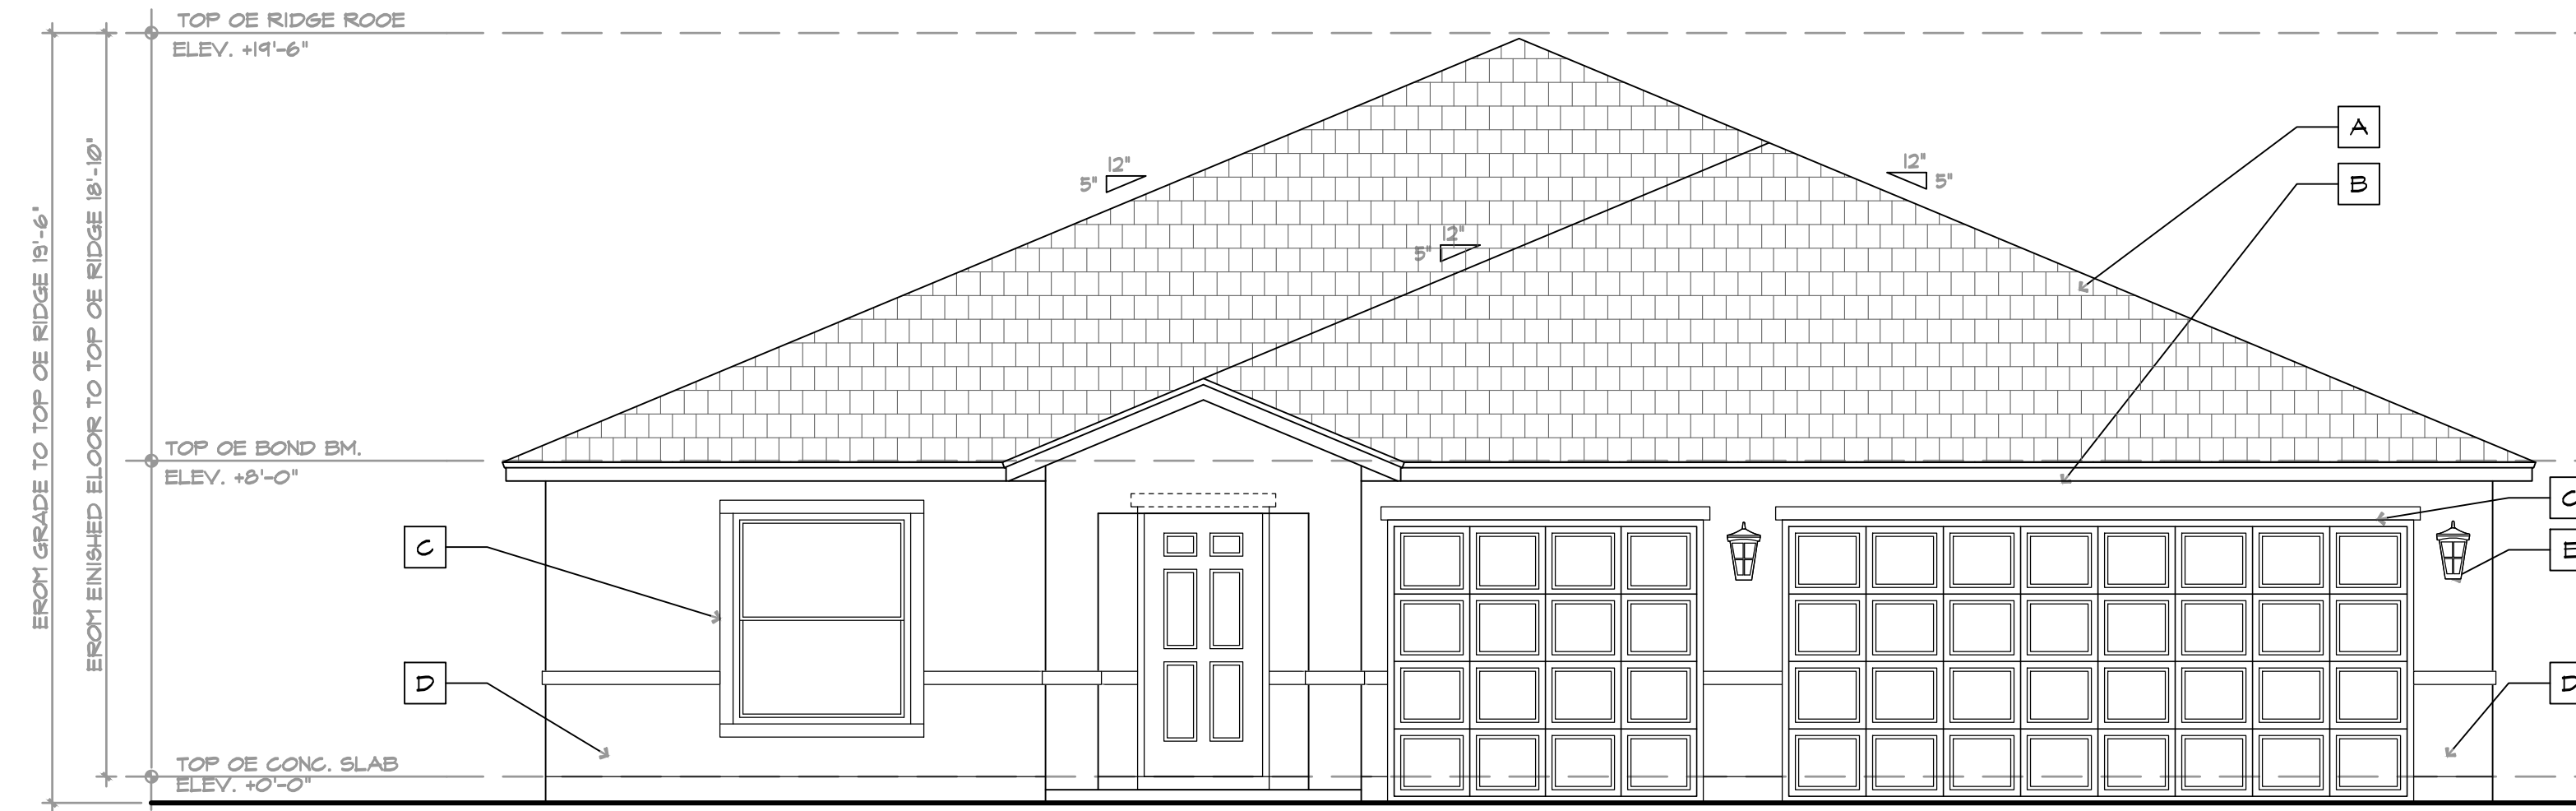 TOP OE RIDGE ROOE
ELEV. +19'-6"
EROM GRADE TO TOP OE RIDGE 19'-6"
EROM EINISHED ELOOR TO TOP OE RIDGE 18'-10"
A
12"
5"
12"
5"
B
12"
5"
TOP OE BOND BM.
ELEV. +8'-0"
C
C
E
D
D
TOP OE CONC. SLAB
ELEV. +0'-0"